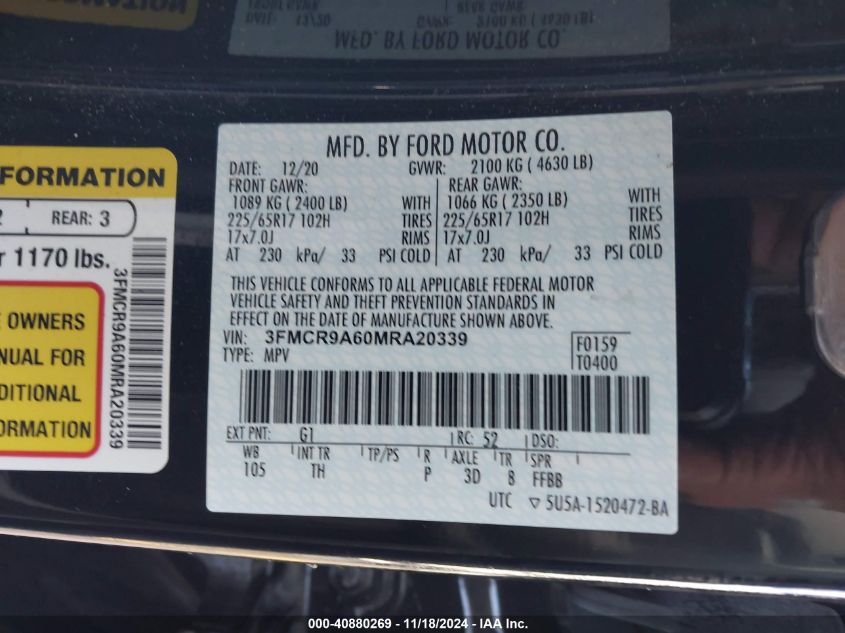 MFD. BY FORD MOTOR CO.
FORMATION
REAR: 3
1170 lbs.
3FMCR9A60MRA20339
E OWNERS
NUAL FOR
DITIONAL
ORMATION
MFD. BY FORD MOTOR CO.
DATE: 12/20 GVWR: 2100 KG ( 4630 LB)
FRONT GAWR: REAR GAWR:
1089 KG ( 2400 LB) WITH 1066 KG ( 2350 LB) WITH
225/65R17 102H TIRES 225/65R17 102H TIRES
17x7.0J RIMS 17x7.0J RIMS
AT 230 kPa/ 33 PSI COLD AT 230 kPa/ 33 PSI COLD
THIS VEHICLE CONFORMS TO ALL APPLICABLE FEDERAL MOTOR
VEHICLE SAFETY AND THEFT PREVENTION STANDARDS IN
EFFECT ON THE DATE OF MANUFACTURE SHOWN ABOVE.
VIN: 3FMCR9A60MRA20339
TYPE: MPV
F0159
T0400
EXT PNT: G1 RC: 52 DSO:
WB INT TR TP/PS R AXLE TR SPR
105 TH P 3D 8 FFBB
UTC ▽ 5U5A-1520472-BA
000-40880269 - 11/18/2024 - IAA Inc.